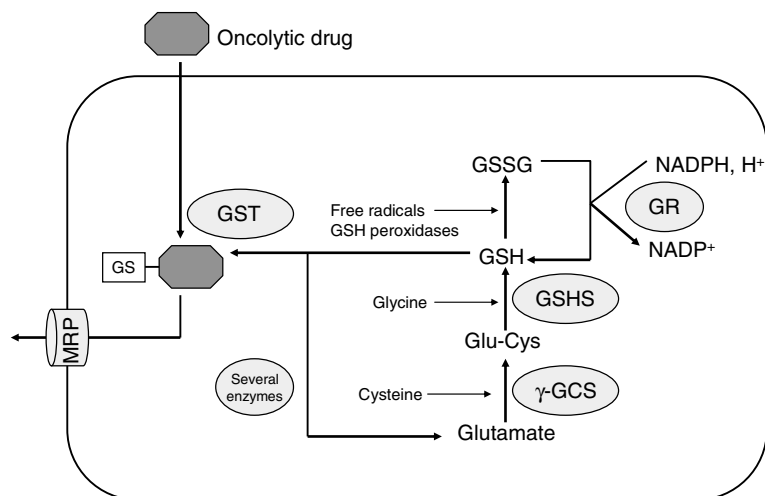 Oncolytic drug
GSSG
NADPH, H⁺
GST
Free radicals
GSH peroxidases
GR
NADP⁺
GS
GSH
Glycine
GSHS
MRP
Glu-Cys
Several
enzymes
Cysteine
γ-GCS
Glutamate